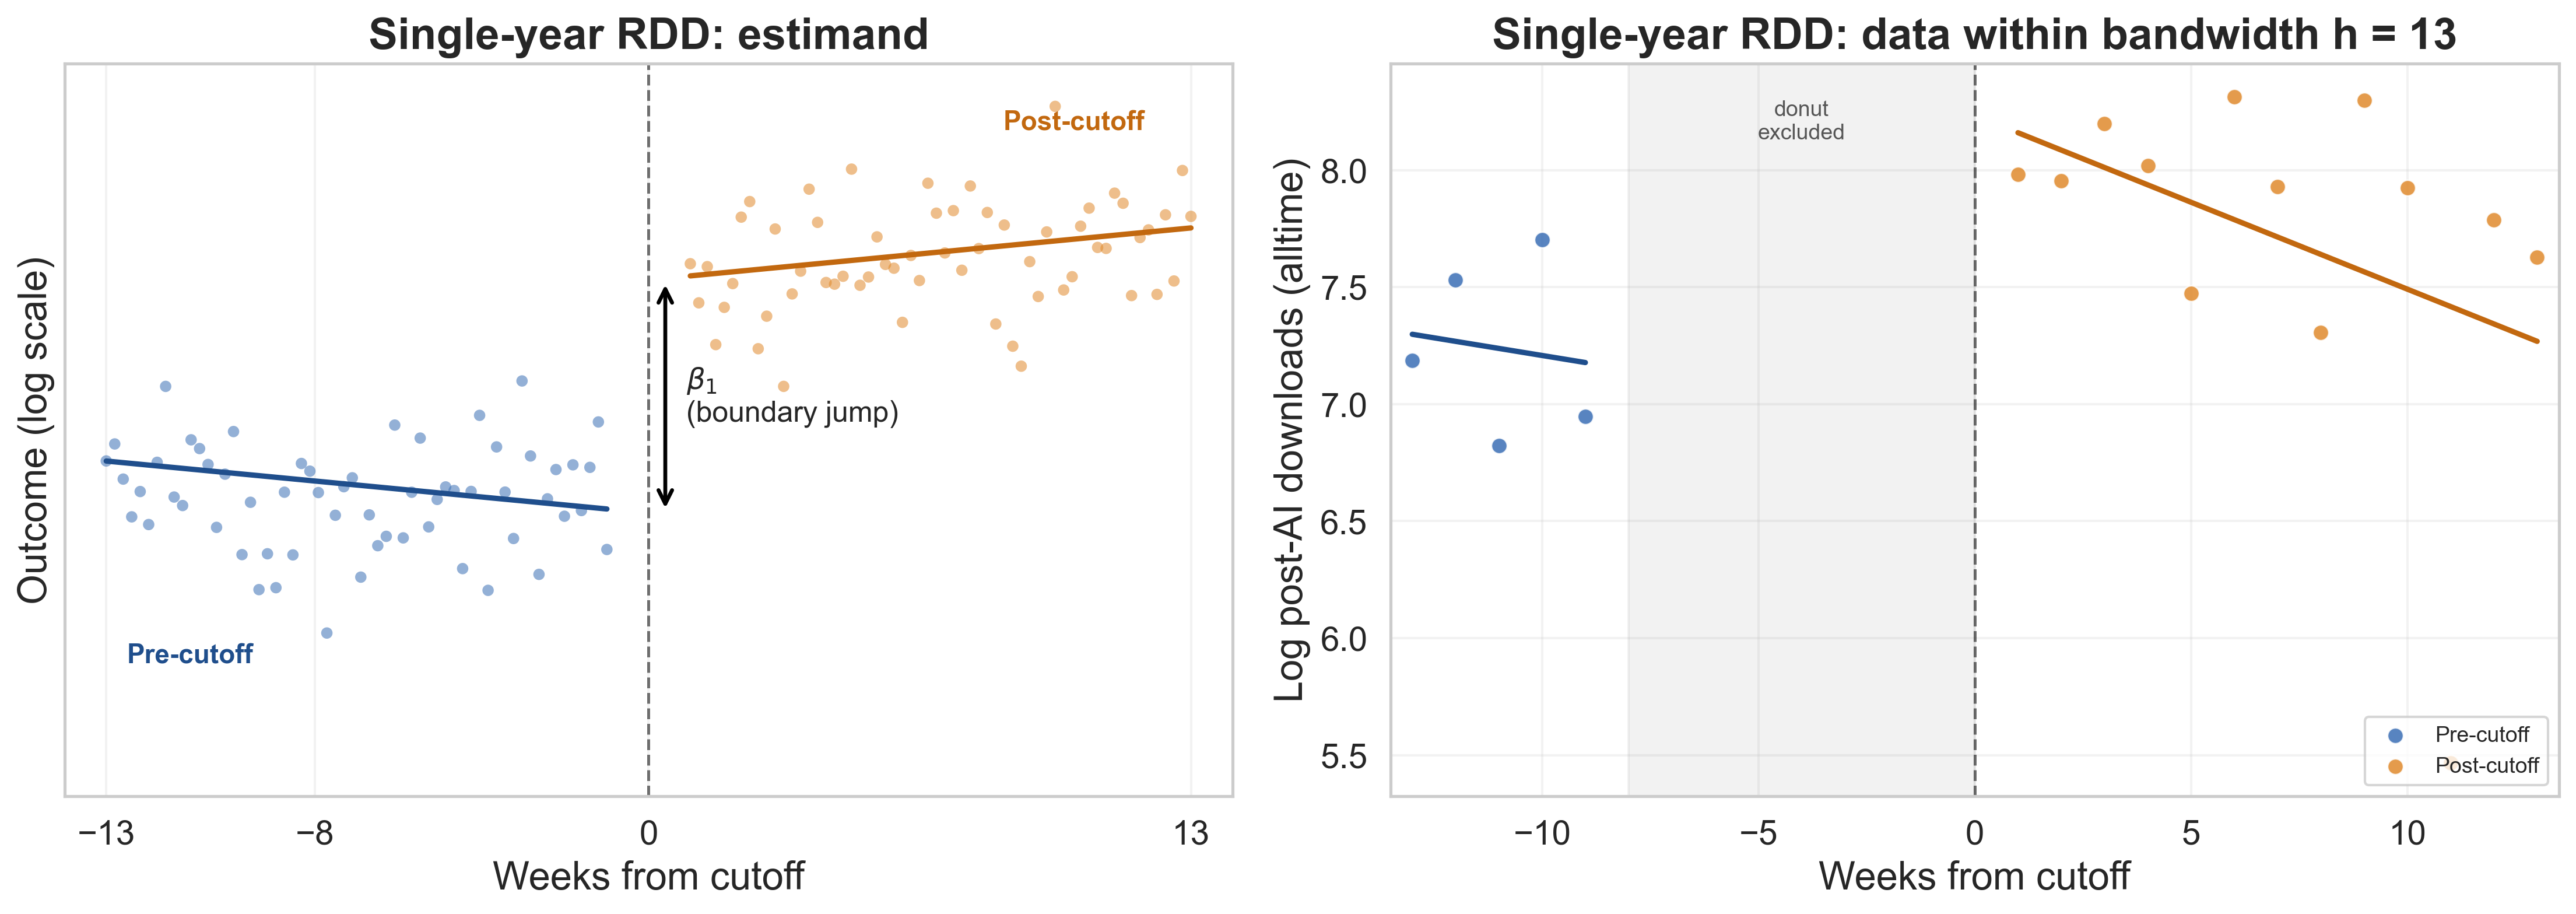 Single-year RDD: estimand
Outcome (log scale)
Post-cutoff
β1
(boundary jump)
Pre-cutoff
−13
−8
0
13
Weeks from cutoff
Single-year RDD: data within bandwidth h = 13
Log post-AI downloads (alltime)
8.0
7.5
7.0
6.5
6.0
5.5
donut
excluded
Pre-cutoff
Post-cutoff
−10
−5
0
5
10
Weeks from cutoff